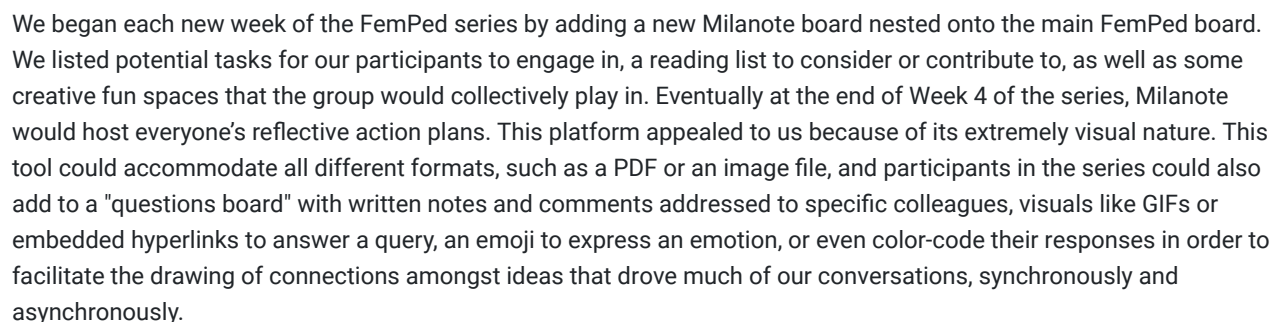 We began each new week of the FemPed series by adding a new Milanote board nested onto the main FemPed board.
We listed potential tasks for our participants to engage in, a reading list to consider or contribute to, as well as some
creative fun spaces that the group would collectively play in. Eventually at the end of Week 4 of the series, Milanote
would host everyone’s reflective action plans. This platform appealed to us because of its extremely visual nature. This
tool could accommodate all different formats, such as a PDF or an image file, and participants in the series could also
add to a "questions board" with written notes and comments addressed to specific colleagues, visuals like GIFs or
embedded hyperlinks to answer a query, an emoji to express an emotion, or even color-code their responses in order to
facilitate the drawing of connections amongst ideas that drove much of our conversations, synchronously and
asynchronously.